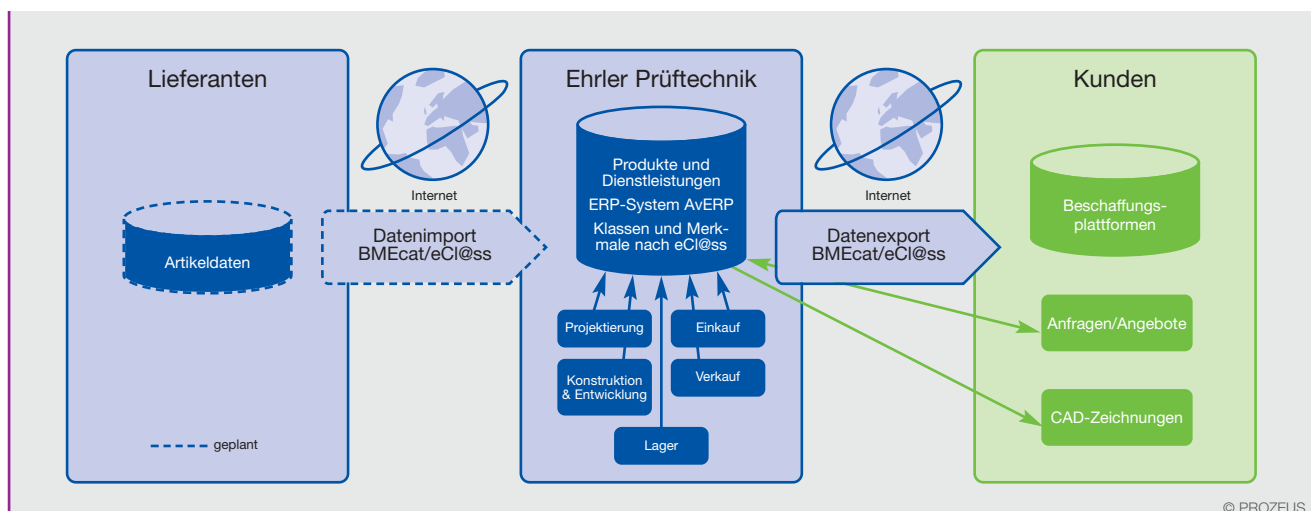 Lieferanten
Artikeldaten
geplant
Internet
Datenimport
BMEcat/eCl@ss
Ehrler Prüftechnik
Produkte und
Dienstleistungen
ERP-System AvERP
Klassen und Merk-
male nach eCl@ss
Projektierung
Einkauf
Konstruktion
& Entwicklung
Verkauf
Lager
Internet
Datenexport
BMEcat/eCl@ss
Kunden
Beschaffungs-
plattformen
Anfragen/Angebote
CAD-Zeichnungen
© PROZEUS